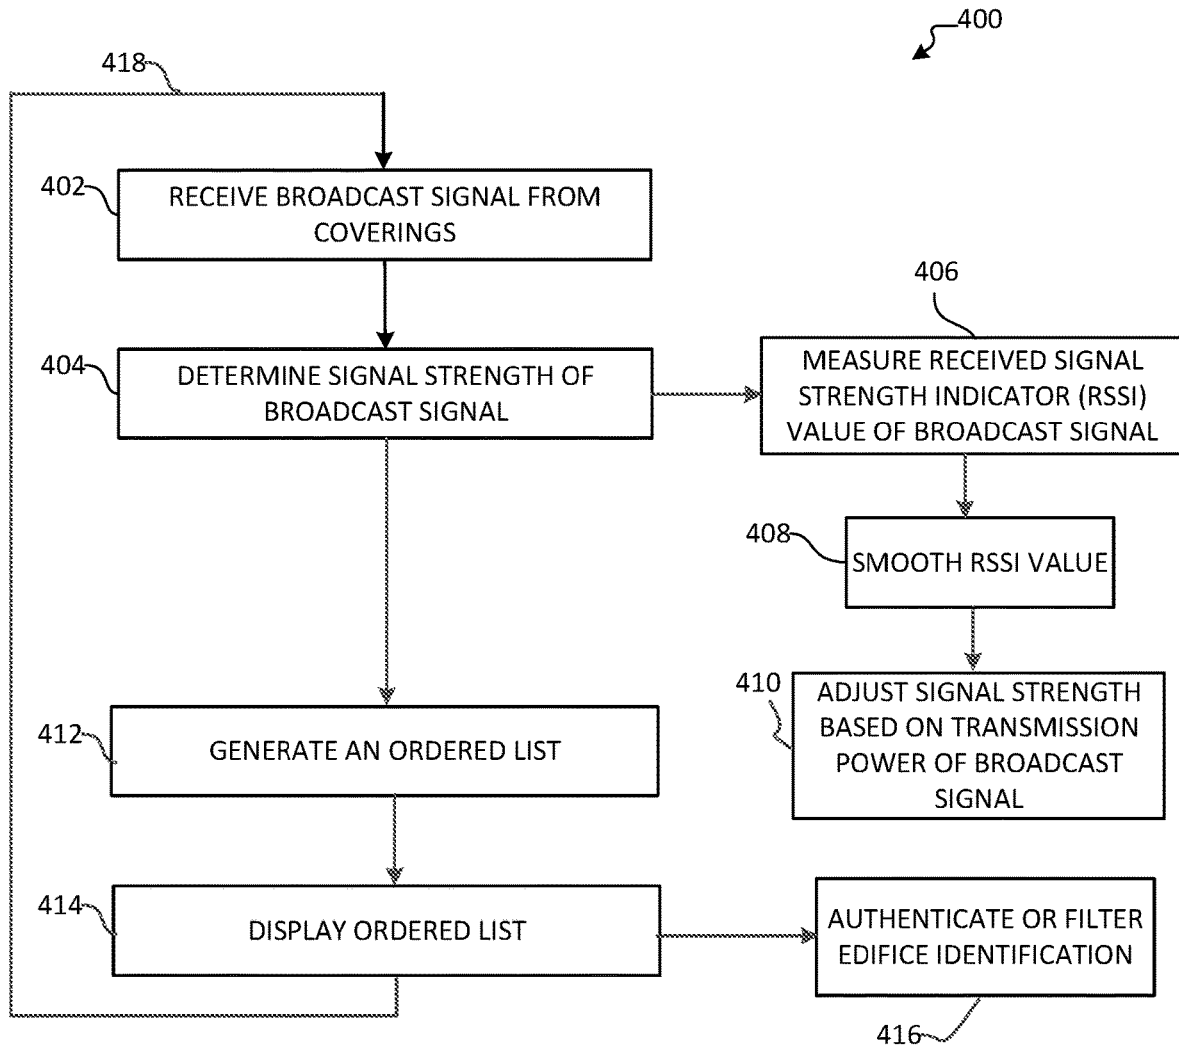 400
418
402
RECEIVE BROADCAST SIGNAL FROM
COVERINGS
404
DETERMINE SIGNAL STRENGTH OF
BROADCAST SIGNAL
406
MEASURE RECEIVED SIGNAL
STRENGTH INDICATOR (RSSI)
VALUE OF BROADCAST SIGNAL
408
SMOOTH RSSI VALUE
410
ADJUST SIGNAL STRENGTH
BASED ON TRANSMISSION
POWER OF BROADCAST
SIGNAL
412
GENERATE AN ORDERED LIST
414
DISPLAY ORDERED LIST
AUTHENTICATE OR FILTER
EDIFICE IDENTIFICATION
416